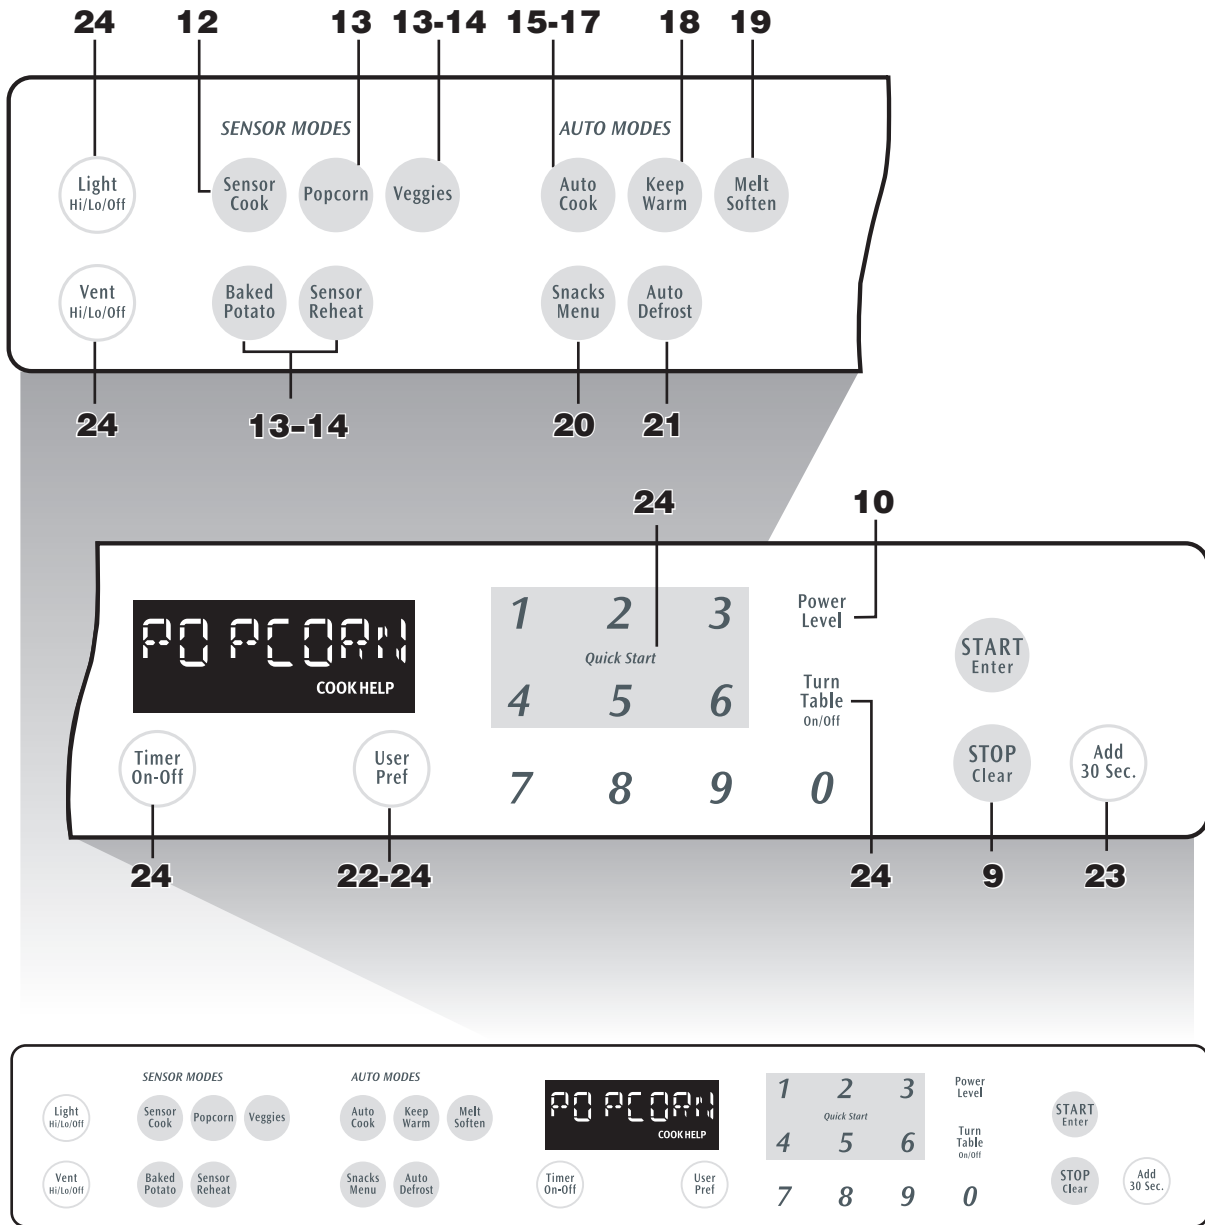 24 12 13 13-14 15-17 18 19
SENSOR MODES AUTO MODES
Light
Hi/Lo/Off
Sensor
Cook
Popcorn
Veggies
Auto
Cook
Keep
Warm
Melt
Soften
Vent
Hi/Lo/Off
Baked
Potato
Sensor
Reheat
Snacks
Menu
Auto
Defrost
24 13-14 20 21
24 10
POPCORN
COOK HELP
1 2 3
Quick Start
4 5 6
7 8 9 0
Power
Level
Turn
Table
On/Off
START
Enter
Timer
On-Off
User
Pref
STOP
Clear
Add
30 Sec.
24 22-24 24 9 23
SENSOR MODES AUTO MODES
Light
Hi/Lo/Off
Sensor
Cook
Popcorn
Veggies
Auto
Cook
Keep
Warm
Melt
Soften
Vent
Hi/Lo/Off
Baked
Potato
Sensor
Reheat
Snacks
Menu
Auto
Defrost
POPCORN
COOK HELP
Timer
On-Off
User
Pref
1 2 3
Quick Start
4 5 6
7 8 9 0
Power
Level
Turn
Table
On/Off
START
Enter
STOP
Clear
Add
30 Sec.